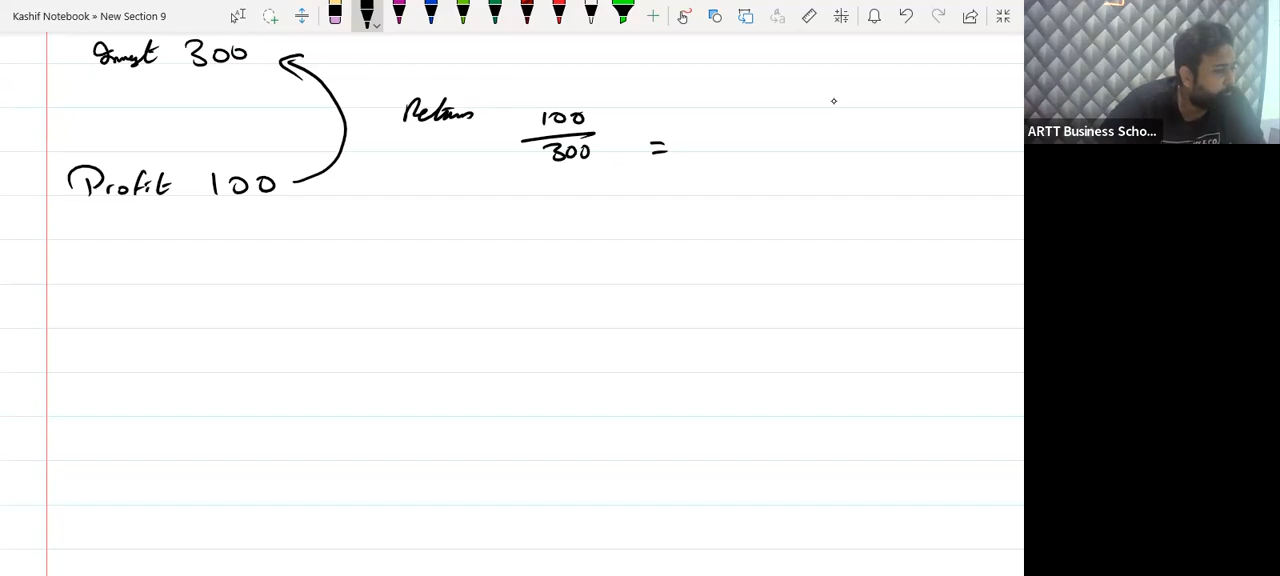 Kashif Notebook » New Section 9
Invest 300
Return 100
300 =
Profit 100
ARTT Business Scho...